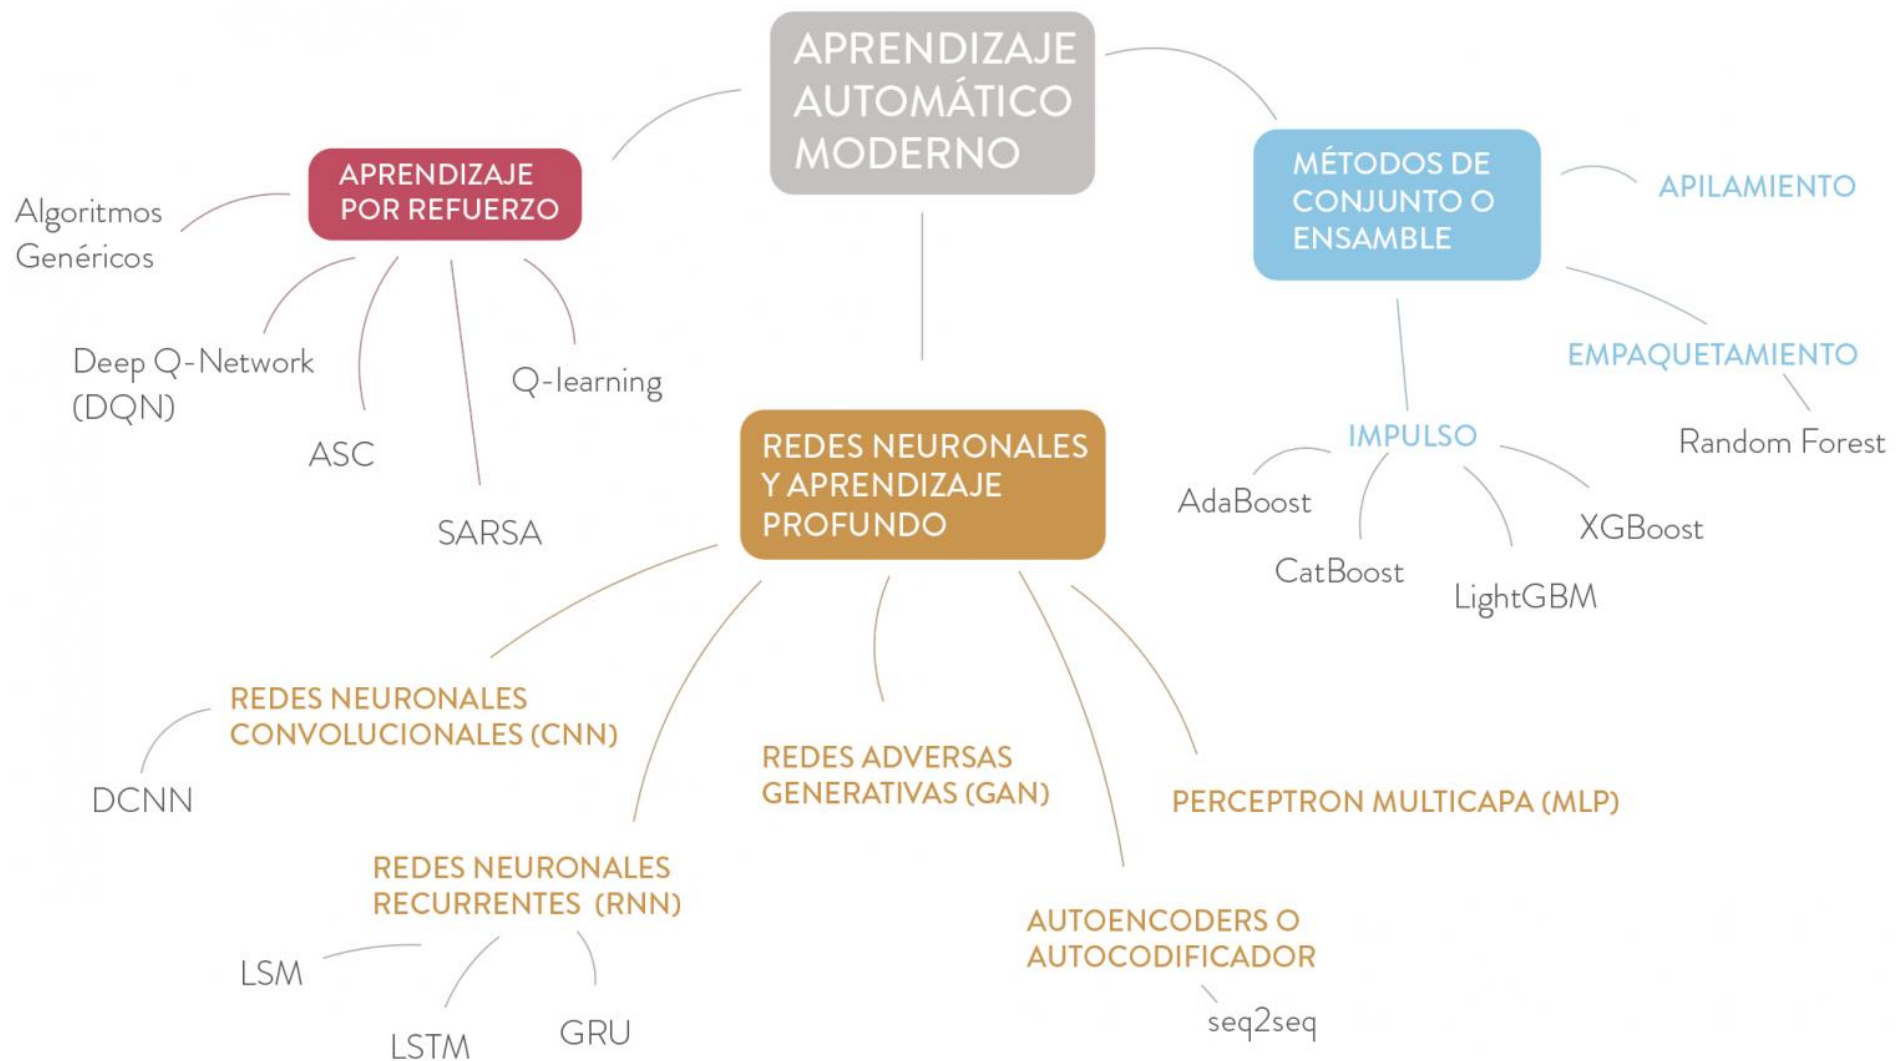 APRENDIZAJE
AUTOMÁTICO
MODERNO
APRENDIZAJE
POR REFUERZO
Algoritmos
Genéricos
Deep Q-Network
(DQN)
ASC
SARSA
Q-learning
MÉTODOS DE
CONJUNTO O
ENSAMBLE
APILAMIENTO
EMPAQUETAMIENTO
Random Forest
IMPULSO
AdaBoost
CatBoost
LightGBM
XGBoost
REDES NEURONALES
Y APRENDIZAJE
PROFUNDO
REDES NEURONALES
CONVOLUCIONALES (CNN)
DCNN
REDES NEURONALES
RECURRENTES (RNN)
LSM
LSTM
GRU
REDES ADVERSAS
GENERATIVAS (GAN)
AUTOENCODERS O
AUTOCODIFICADOR
seq2seq
PERCEPTRON MULTICAPA (MLP)